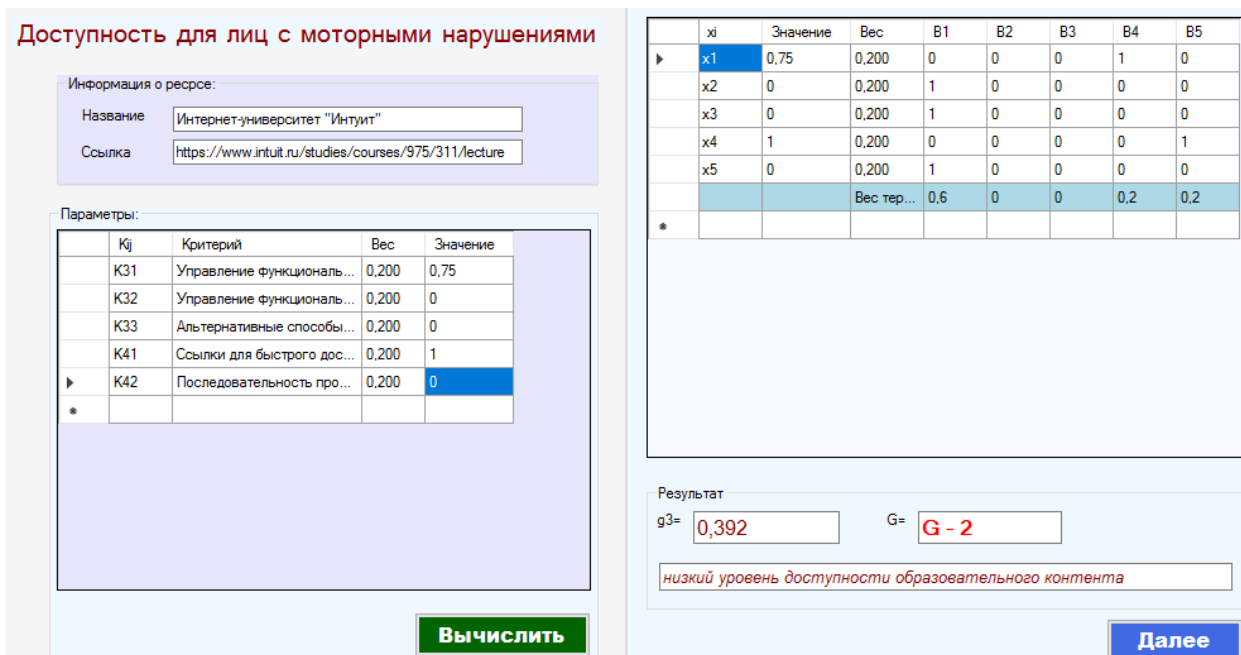 Доступность для лиц с моторными нарушениями
Информация о ресрсе:
Название Интернет-университет "Интуит"
Ссылка https://www.intuit.ru/studies/courses/975/311/lecture
Параметры:
Kij Критерий Вес Значение
K31 Управление функциональ... 0,200 0,75
K32 Управление функциональ... 0,200 0
K33 Альтернативные способы... 0,200 0
K41 Ссылки для быстрого дос... 0,200 1
K42 Последовательность про... 0,200 0
Вычислить
xi Значение Вес B1 B2 B3 B4 B5
x1 0,75 0,200 0 0 0 1 0
x2 0 0,200 1 0 0 0 0
x3 0 0,200 1 0 0 0 0
x4 1 0,200 0 0 0 0 1
x5 0 0,200 1 0 0 0 0
Вес тер... 0,6 0 0 0,2 0,2
Результат
g3= 0,392 G= G - 2
низкий уровень доступности образовательного контента
Далее